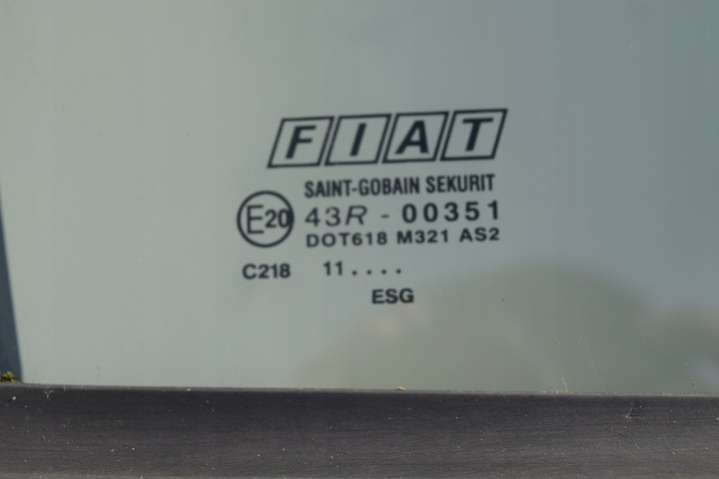 FIAT
SAINT-GOBAIN SEKURIT
E20 43R - 00351
DOT618 M321 AS2
C218 11....
ESG